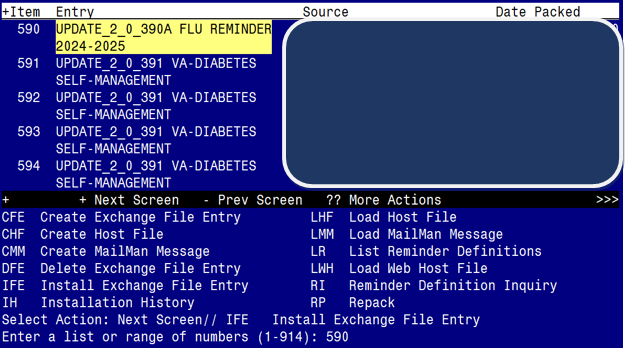 +Item  Entry  Source  Date Packed
590  UPDATE_2_0_390A FLU REMINDER
2024-2025
591  UPDATE_2_0_391 VA-DIABETES
SELF-MANAGEMENT
592  UPDATE_2_0_391 VA-DIABETES
SELF-MANAGEMENT
593  UPDATE_2_0_391 VA-DIABETES
SELF-MANAGEMENT
594  UPDATE_2_0_391 VA-DIABETES
SELF-MANAGEMENT
+  + Next Screen  - Prev Screen  ?? More Actions  >>>
CFE  Create Exchange File Entry  LHF  Load Host File
CHF  Create Host File  LMM  Load MailMan Message
CMM  Create MailMan Message  LR  List Reminder Definitions
DFE  Delete Exchange File Entry  LWH  Load Web Host File
IFE  Install Exchange File Entry  RI  Reminder Definition Inquiry
IH  Installation History  RP  Repack
Select Action: Next Screen// IFE  Install Exchange File Entry
Enter a list or range of numbers (1-914): 590